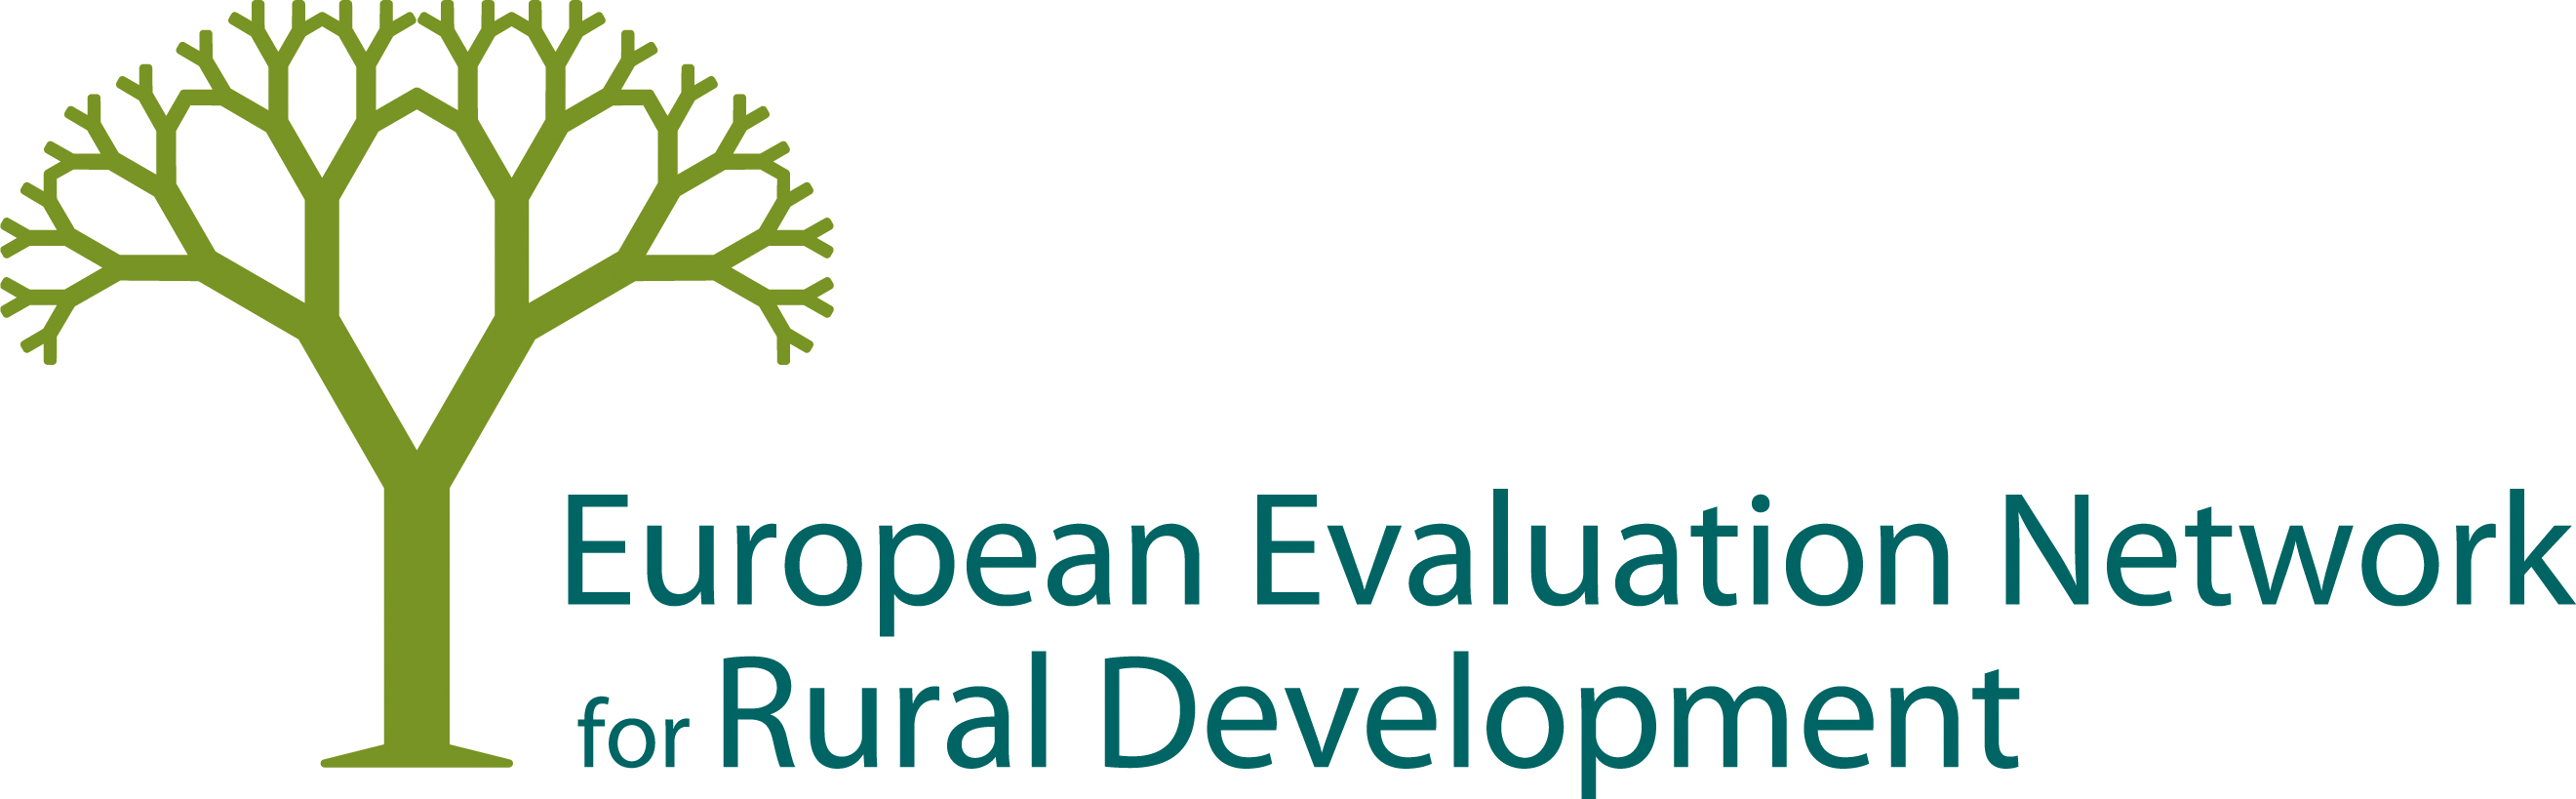 European Evaluation Network
for Rural Development